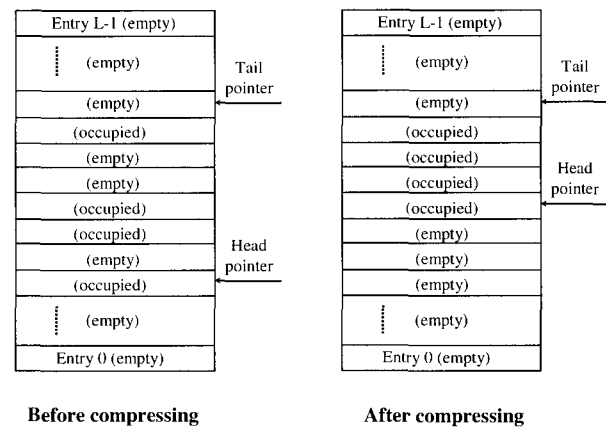 Entry L-1 (empty)
(empty)
(empty)
(occupied)
(empty)
(empty)
(occupied)
(occupied)
(empty)
(occupied)
(empty)
Entry 0 (empty)
Tail
pointer
Head
pointer
Before compressing
Entry L-1 (empty)
(empty)
(empty)
(occupied)
(occupied)
(occupied)
(occupied)
(empty)
(empty)
(empty)
(empty)
Entry 0 (empty)
Tail
pointer
Head
pointer
After compressing